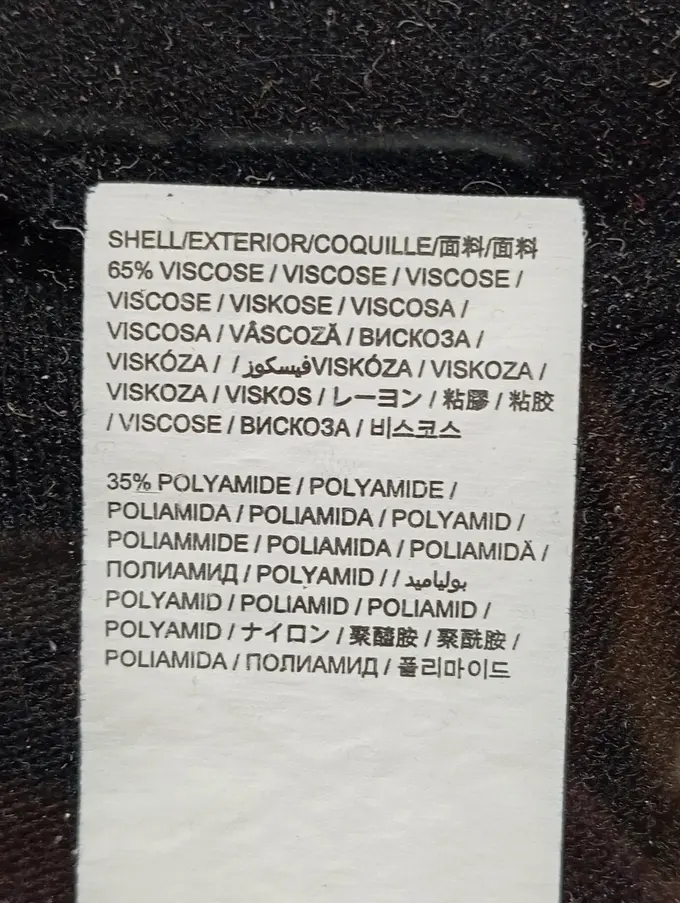 SHELL/EXTERIOR/COQUILLE/面料/面料
65% VISCOSE / VISCOSE / VISCOSE /
VISCOSE / VISKOSE / VISCOSA /
VISCOSA / VÂSCOZĂ / ВИСКОЗА /
VISKÓZA / / فيسكوزVISKÓZA / VISKOZA /
VISKOZA / VISKOS / レーヨン / 粘膠 / 粘胶
/ VISCOSE / ВИСКОЗА / 비스코스
35% POLYAMIDE / POLYAMIDE /
POLIAMIDA / POLIAMIDA / POLYAMID /
POLIAMMIDE / POLIAMIDA / POLIAMIDĂ /
ПОЛИАМИД / POLYAMID / / بولياميد
POLYAMID / POLIAMID / POLIAMID /
POLYAMID / ナイロン / 聚醯胺 / 聚酰胺 /
POLIAMIDA / ПОЛИАМИД / 폴리마이드